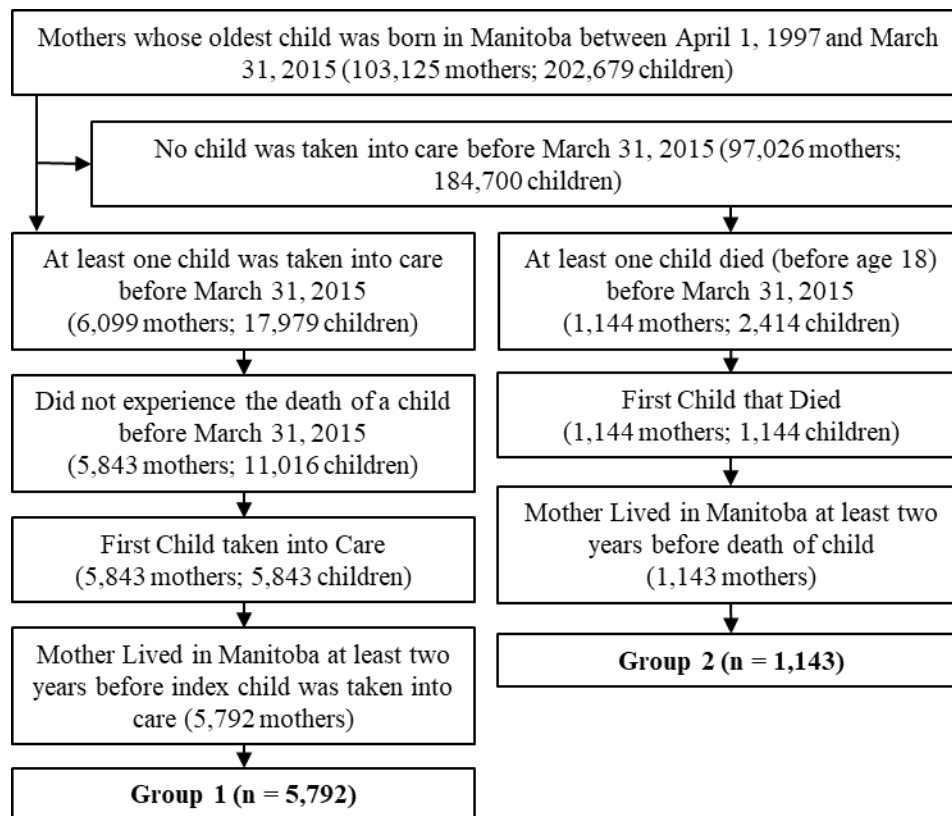 Mothers whose oldest child was born in Manitoba between April 1, 1997 and March
31, 2015 (103,125 mothers; 202,679 children)
No child was taken into care before March 31, 2015 (97,026 mothers;
184,700 children)
At least one child was taken into care
before March 31, 2015
(6,099 mothers; 17,979 children)
Did not experience the death of a child
before March 31, 2015
(5,843 mothers; 11,016 children)
First Child taken into Care
(5,843 mothers; 5,843 children)
Mother Lived in Manitoba at least two
years before index child was taken into
care (5,792 mothers)
Group 1 (n = 5,792)
At least one child died (before age 18)
before March 31, 2015
(1,144 mothers; 2,414 children)
First Child that Died
(1,144 mothers; 1,144 children)
Mother Lived in Manitoba at least two
years before death of child
(1,143 mothers)
Group 2 (n = 1,143)